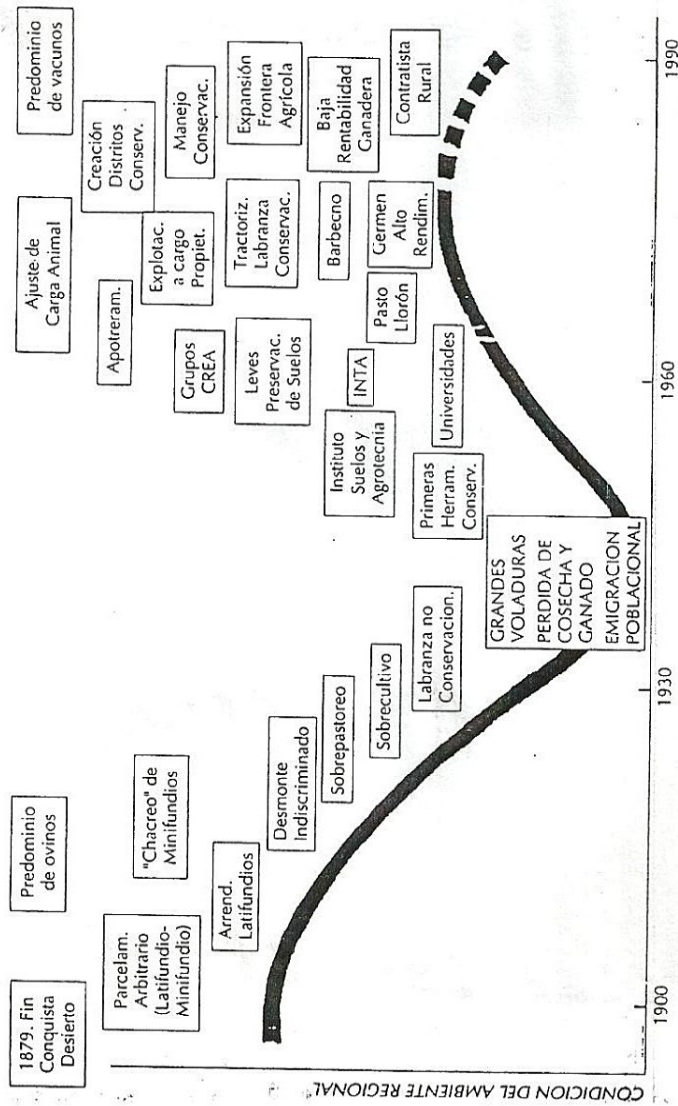 1879. Fin
Conquista
Desierto
Predominio
de ovinos
Ajuste de
Carga Animal
Predominio
de vacunos
Parcelam.
Arbitrario
(Latifundio-
Minifundio)
"Chacreo" de
Minifundios
Apotreram.
Creación
Distritos
Conserv.
Arrend.
Latifundios
Grupos
CREA
Explotac.
a cargo
Propiet.
Manejo
Conservac.
Desmonte
Indiscriminado
Leves
Preservac.
de Suelos
Tractoriz.
Labranza
Conservac.
Expansión
Frontera
Agrícola
Sobrepastoreo
Instituto
Suelos y
Agrotecnia
INTA
Barbecno
Baja
Rentabilidad
Ganadera
Sobrecultivo
Pasto
Llorón
Germen
Alto
Rendim.
Contratista
Rural
Labranza no
Conservacion.
Primeras
Herram.
Conserv.
Universidades
GRANDES
VOLADURAS
PERDIDA DE
COSECHA Y
GANADO
EMIGRACION
POBLACIONAL
CONDICION DEL AMBIENTE REGIONAL
1900
1930
1960
1990